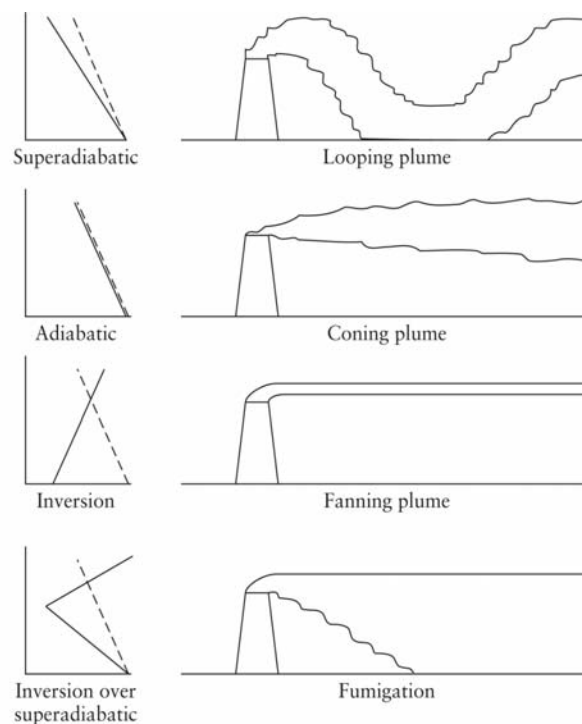 Superadiabatic
Looping plume
Adiabatic
Coning plume
Inversion
Fanning plume
Inversion over
superadiabatic
Fumigation